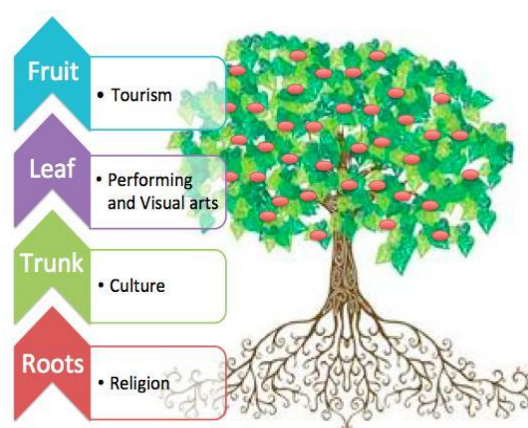 Fruit
• Tourism
Leaf
• Performing
and Visual arts
Trunk
• Culture
Roots
• Religion